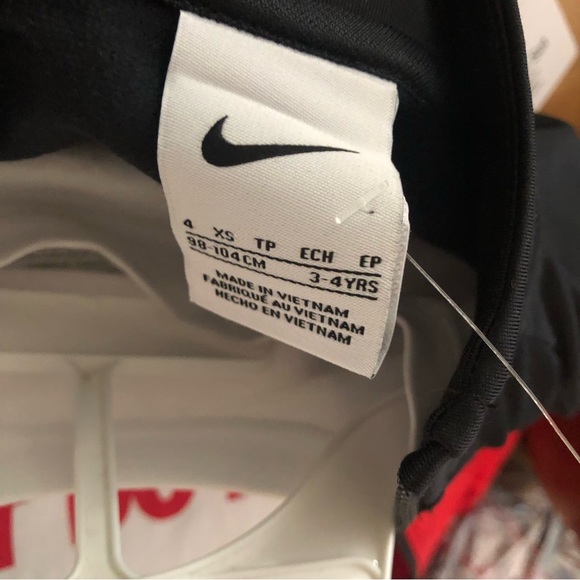 4 XS TP ECH EP
98-104CM 3-4YRS
MADE IN VIETNAM
FABRIQUÉ AU VIETNAM
HECHO EN VIETNAM